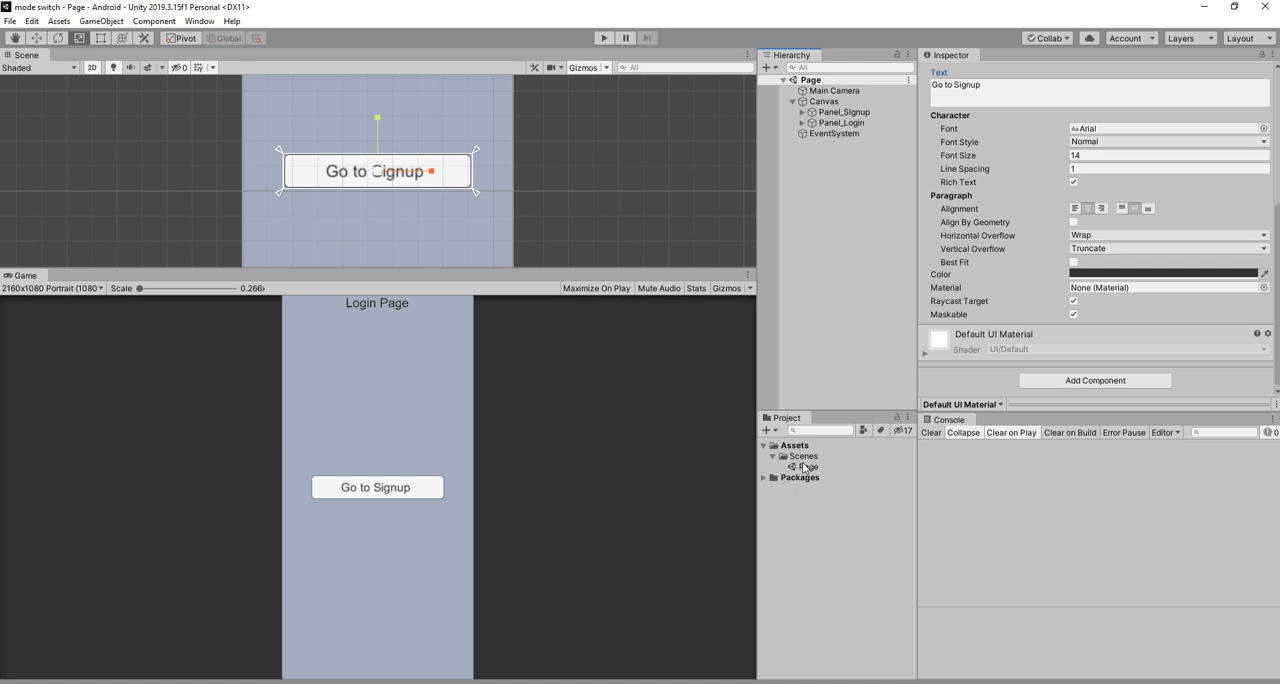 mode switch - Page - Android - Unity 2019.3.15f1 Personal <DX11>
File Edit Assets GameObject Component Window Help
Pivot Global Collab Account Layers Layout
Scene
Shaded 2D 0 Gizmos All
Go to Signup
Game
2160x1080 Portrait (1080 Scale 0.266x Maximize On Play Mute Audio Stats Gizmos
Login Page
Go to Signup
Hierarchy
All
Page
Main Camera
Canvas
Panel_Signup
Panel_Login
EventSystem
Project
17
Assets
Scenes
Page
Packages
Inspector
Text
Go to Signup
Character
Font Arial
Font Style Normal
Font Size 14
Line Spacing 1
Rich Text
Paragraph
Alignment
Align By Geometry
Horizontal Overflow Wrap
Vertical Overflow Truncate
Best Fit
Color
Material None (Material)
Raycast Target
Maskable
Default UI Material
Shader UI/Default
Add Component
Default UI Material
Console
Clear Collapse Clear on Play Clear on Build Error Pause Editor 0